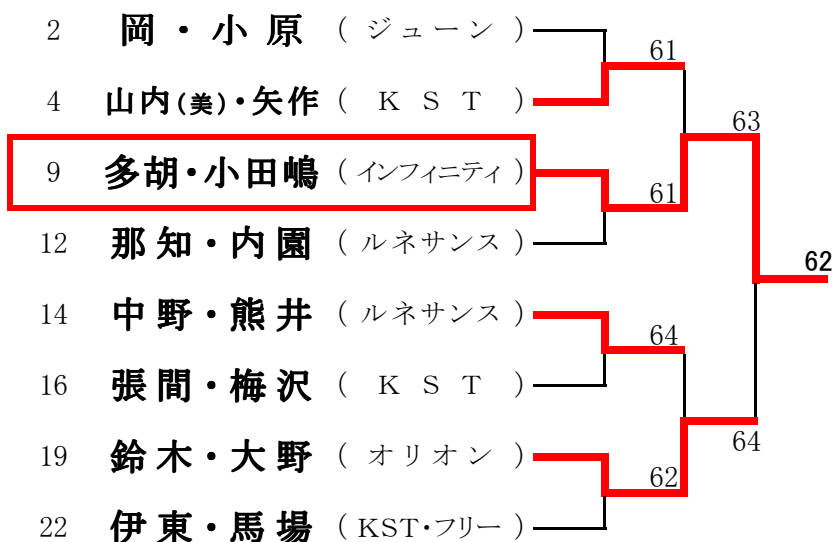 2 岡・小原 (ジューン)
61
4 山内(美)・矢作 (KST)
63
9 多胡・小田嶋 (インフィニティ)
61
12 那知・内園 (ルネサンス)
62
14 中野・熊井 (ルネサンス)
64
16 張間・梅沢 (KST)
64
19 鈴木・大野 (オリオン)
62
22 伊東・馬場 (KST・フリー)